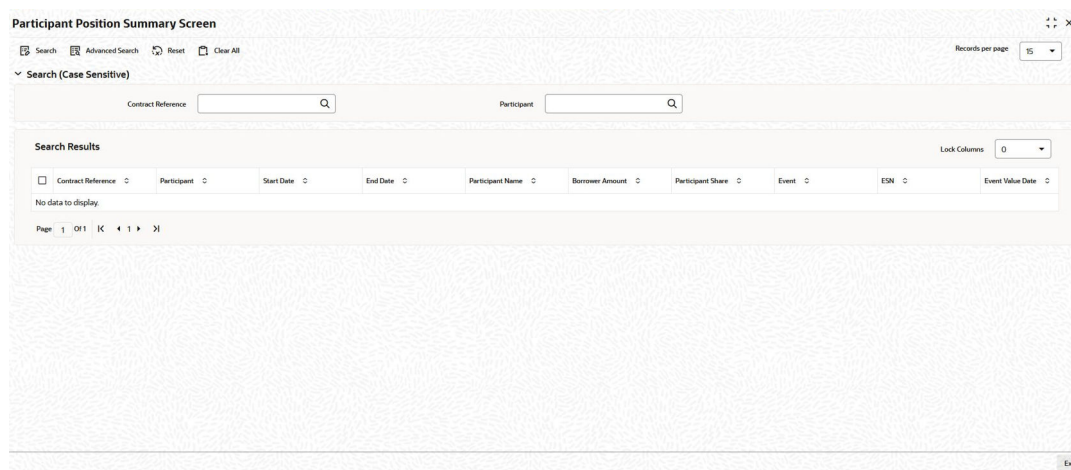 Participant Position Summary Screen
Search Advanced Search Reset Clear All Records per page 15
Search (Case Sensitive)
Contract Reference Participant
Search Results Lock Columns 0
Contract Reference Participant Start Date End Date Participant Name Borrower Amount Participant Share Event ESN Event Value Date
No data to display.
Page 1 Of 1 1